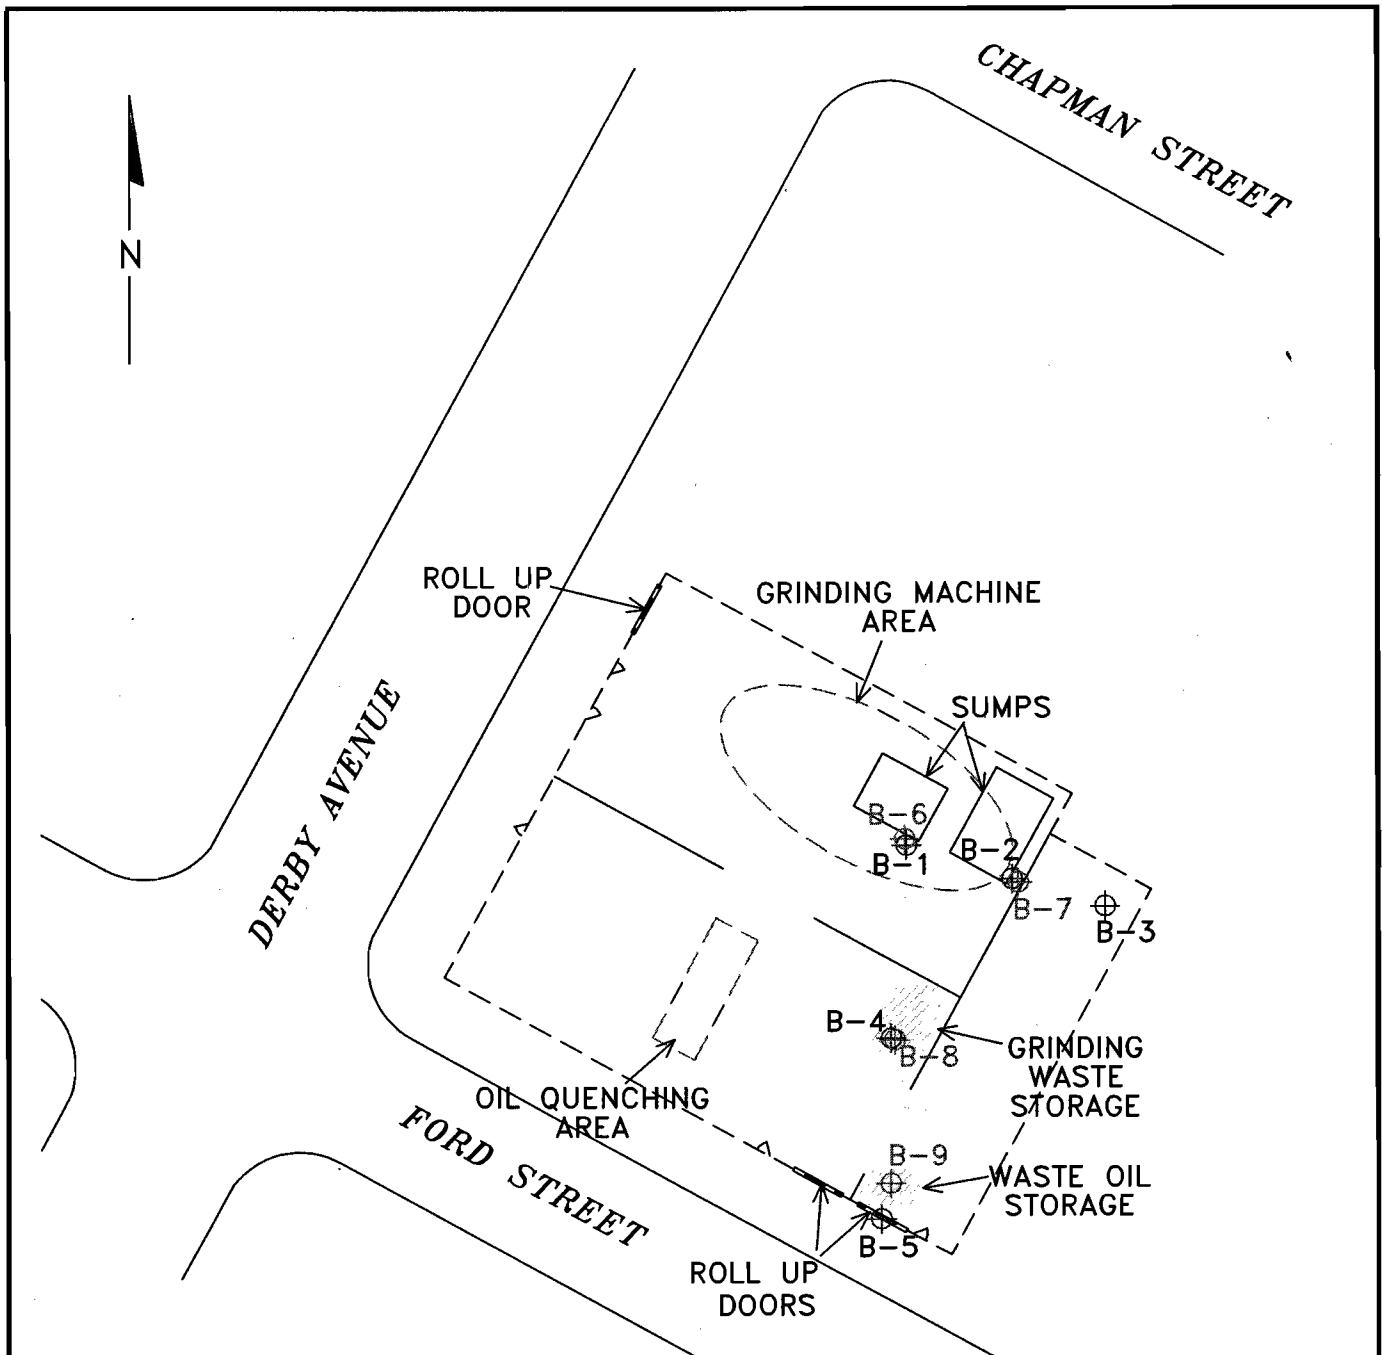 CHAPMAN STREET
N
ROLL UP
DOOR
GRINDING MACHINE
AREA
SUMPS
DERBY AVENUE
B-6
B-1
B-2
B-7
B-3
B-4
B-8
GRINDING
WASTE
STORAGE
OIL QUENCHING
AREA
FORD STREET
B-9
WASTE OIL
STORAGE
B-5
ROLL UP
DOORS